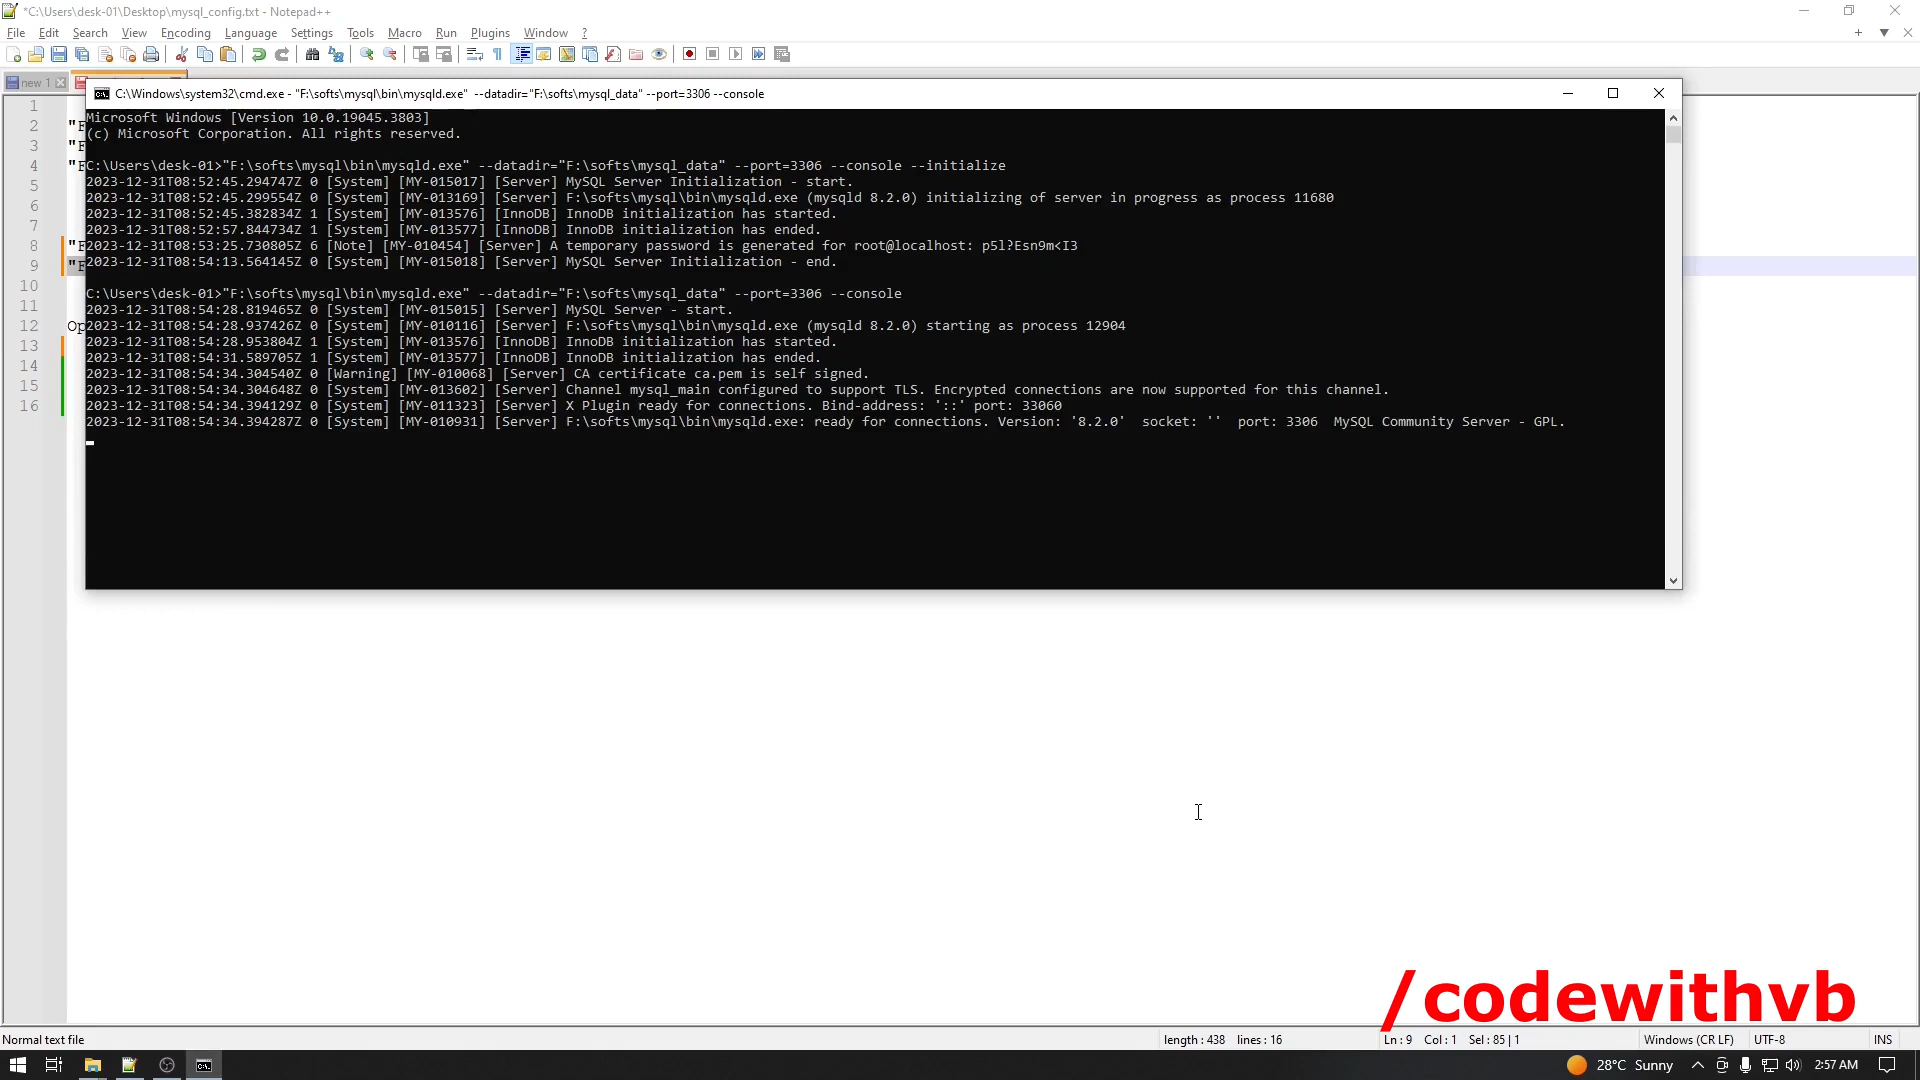 *C:\Users\desk-01\Desktop\mysql_config.txt - Notepad++
File Edit Search View Encoding Language Settings Tools Macro Run Plugins Window ?
new 1
C:\Windows\system32\cmd.exe - "F:\softs\mysql\bin\mysqld.exe" --datadir="F:\softs\mysql_data" --port=3306 --console
1
2 "F
3 "F
4 "F
5
6
7
8 "F
9 "F
10
11
12 Op
13
14
15
16
Microsoft Windows [Version 10.0.19045.3803]
(c) Microsoft Corporation. All rights reserved.
C:\Users\desk-01>"F:\softs\mysql\bin\mysqld.exe" --datadir="F:\softs\mysql_data" --port=3306 --console --initialize
2023-12-31T08:52:45.294747Z 0 [System] [MY-015017] [Server] MySQL Server Initialization - start.
2023-12-31T08:52:45.299554Z 0 [System] [MY-013169] [Server] F:\softs\mysql\bin\mysqld.exe (mysqld 8.2.0) initializing of server in progress as process 11680
2023-12-31T08:52:45.382834Z 1 [System] [MY-013576] [InnoDB] InnoDB initialization has started.
2023-12-31T08:52:57.844734Z 1 [System] [MY-013577] [InnoDB] InnoDB initialization has ended.
2023-12-31T08:53:25.730805Z 6 [Note] [MY-010454] [Server] A temporary password is generated for root@localhost: p5l?Esn9m<I3
2023-12-31T08:54:13.564145Z 0 [System] [MY-015018] [Server] MySQL Server Initialization - end.
C:\Users\desk-01>"F:\softs\mysql\bin\mysqld.exe" --datadir="F:\softs\mysql_data" --port=3306 --console
2023-12-31T08:54:28.819465Z 0 [System] [MY-015015] [Server] MySQL Server - start.
2023-12-31T08:54:28.937426Z 0 [System] [MY-010116] [Server] F:\softs\mysql\bin\mysqld.exe (mysqld 8.2.0) starting as process 12904
2023-12-31T08:54:28.953804Z 1 [System] [MY-013576] [InnoDB] InnoDB initialization has started.
2023-12-31T08:54:31.589705Z 1 [System] [MY-013577] [InnoDB] InnoDB initialization has ended.
2023-12-31T08:54:34.304540Z 0 [Warning] [MY-010068] [Server] CA certificate ca.pem is self signed.
2023-12-31T08:54:34.304648Z 0 [System] [MY-013602] [Server] Channel mysql_main configured to support TLS. Encrypted connections are now supported for this channel.
2023-12-31T08:54:34.394129Z 0 [System] [MY-011323] [Server] X Plugin ready for connections. Bind-address: '::' port: 33060
2023-12-31T08:54:34.394287Z 0 [System] [MY-010931] [Server] F:\softs\mysql\bin\mysqld.exe: ready for connections. Version: '8.2.0' socket: '' port: 3306 MySQL Community Server - GPL.
/codewithvb
Normal text file length : 438 lines : 16 Ln : 9 Col : 1 Sel : 85 | 1 Windows (CR LF) UTF-8 INS
28°C Sunny 2:57 AM